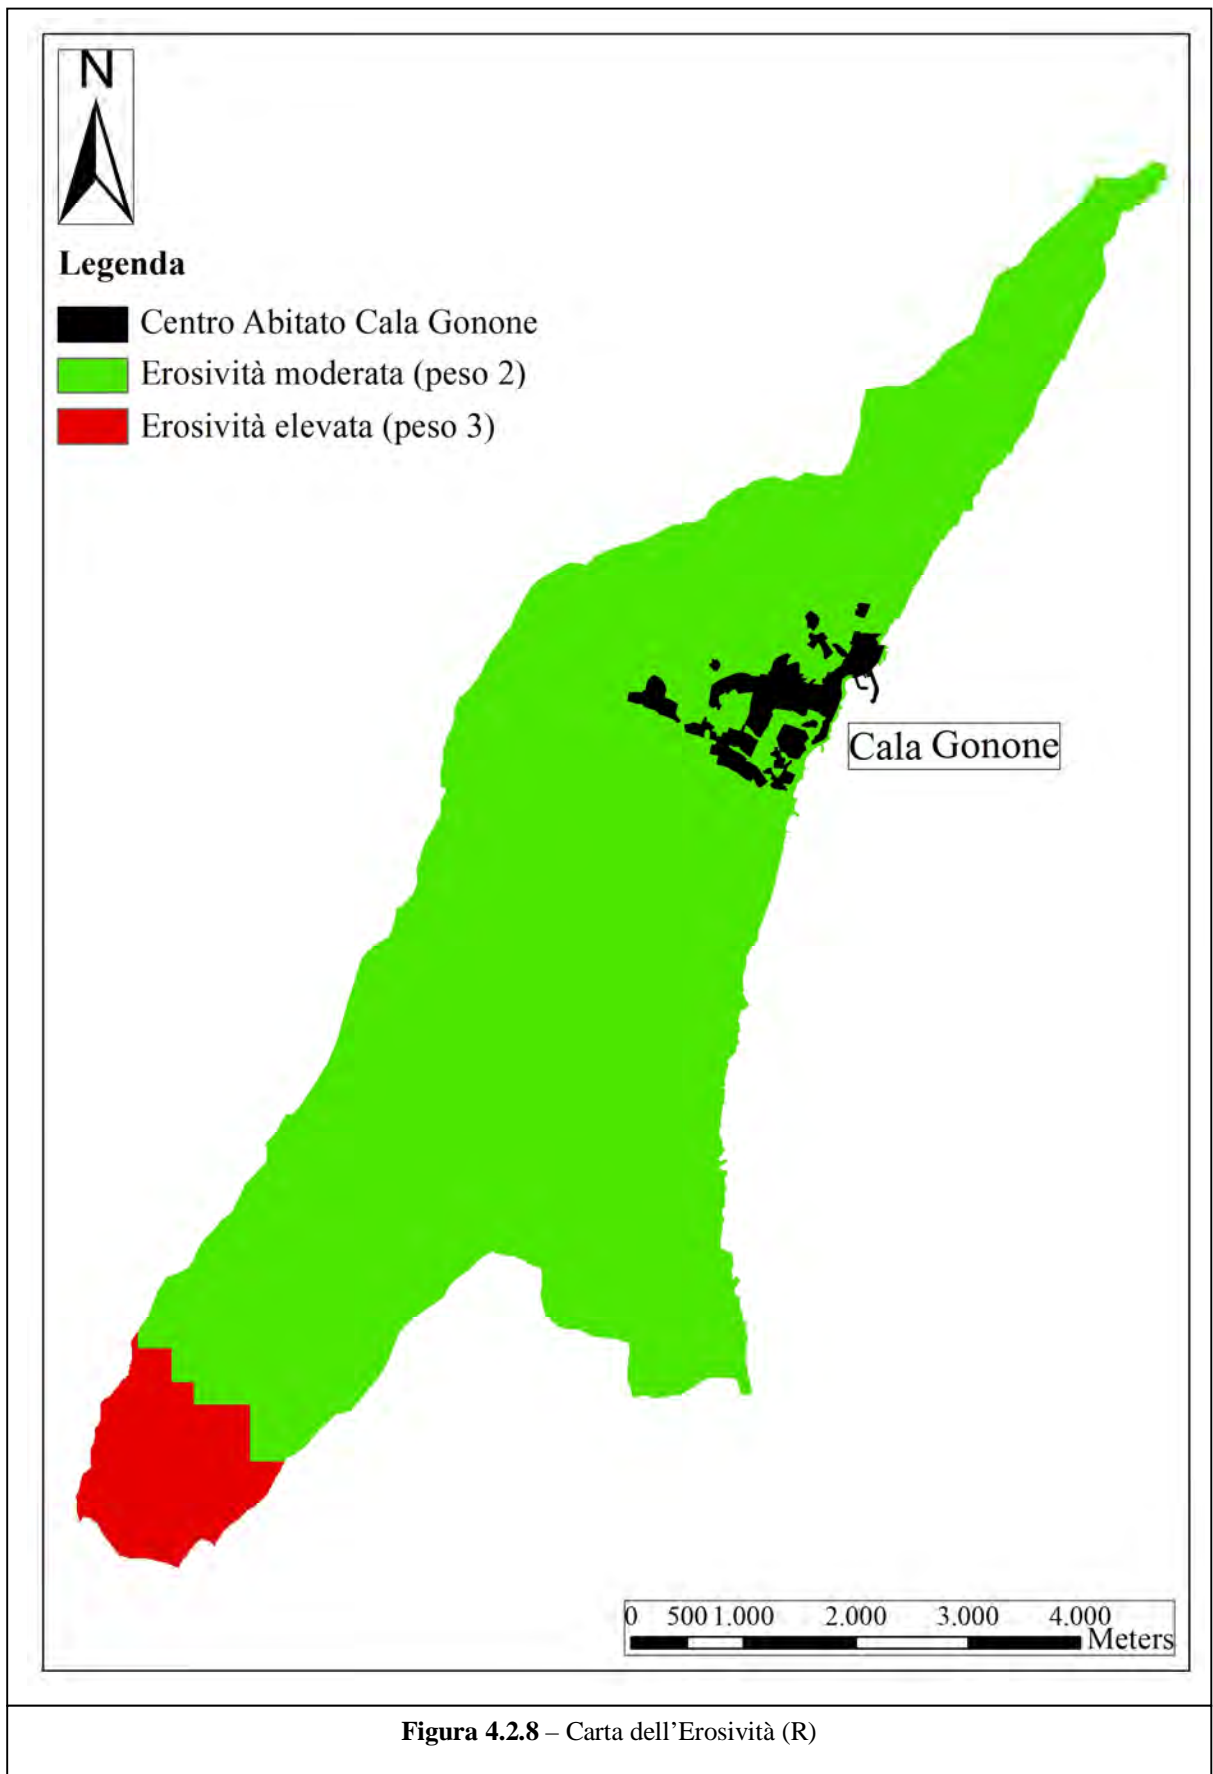 N
Legenda
Centro Abitato Cala Gonone
Erosività moderata (peso 2)
Erosività elevata (peso 3)
Cala Gonone
0 500 1.000 2.000 3.000 4.000
Meters
Figura 4.2.8 – Carta dell'Erosività (R)